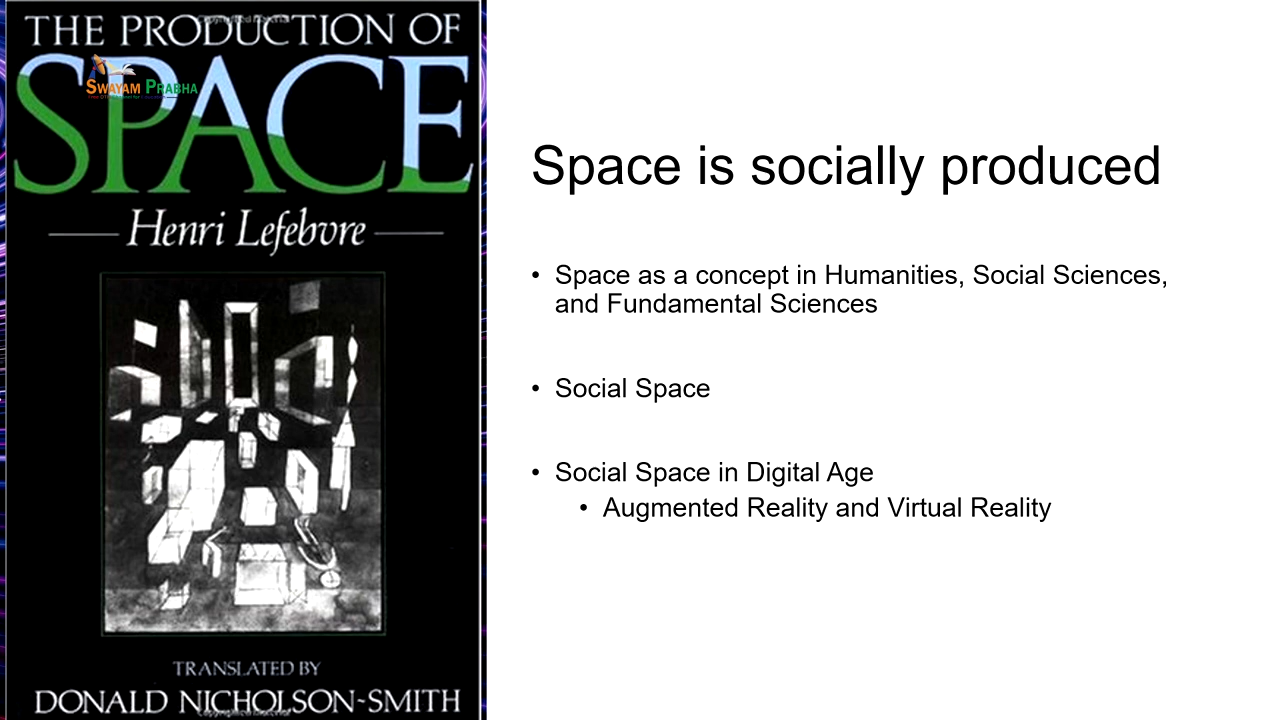 THE PRODUCTION OF
SPACE
SWAYAM PRABHA
Henri Lefebvre
TRANSLATED BY
DONALD NICHOLSON-SMITH
Space is socially produced
• Space as a concept in Humanities, Social Sciences,
and Fundamental Sciences
• Social Space
• Social Space in Digital Age
• Augmented Reality and Virtual Reality